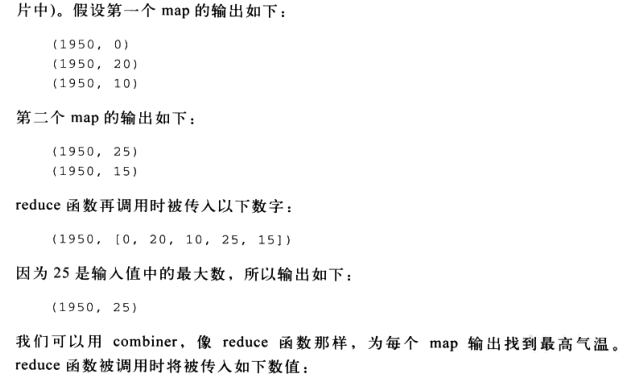 片中)。假设第一个 map 的输出如下：
(1950, 0)
(1950, 20)
(1950, 10)
第二个 map 的输出如下：
(1950, 25)
(1950, 15)
reduce 函数再调用时被传入以下数字：
(1950, [0, 20, 10, 25, 15])
因为 25 是输入值中的最大数，所以输出如下：
(1950, 25)
我们可以用 combiner，像 reduce 函数那样，为每个 map 输出找到最高气温。
reduce 函数被调用时将被传入如下数值：